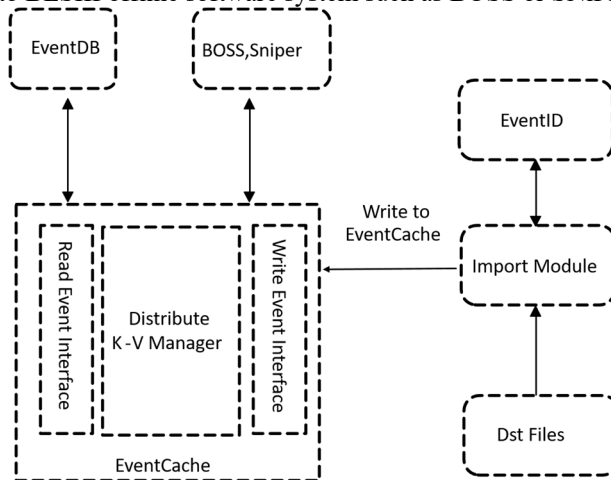 EventDB
BOSS,Sniper
EventID
Write to
EventCache
Import Module
Read Event Interface
Distribute
K-V Manager
Write Event Interface
Dst Files
EventCache